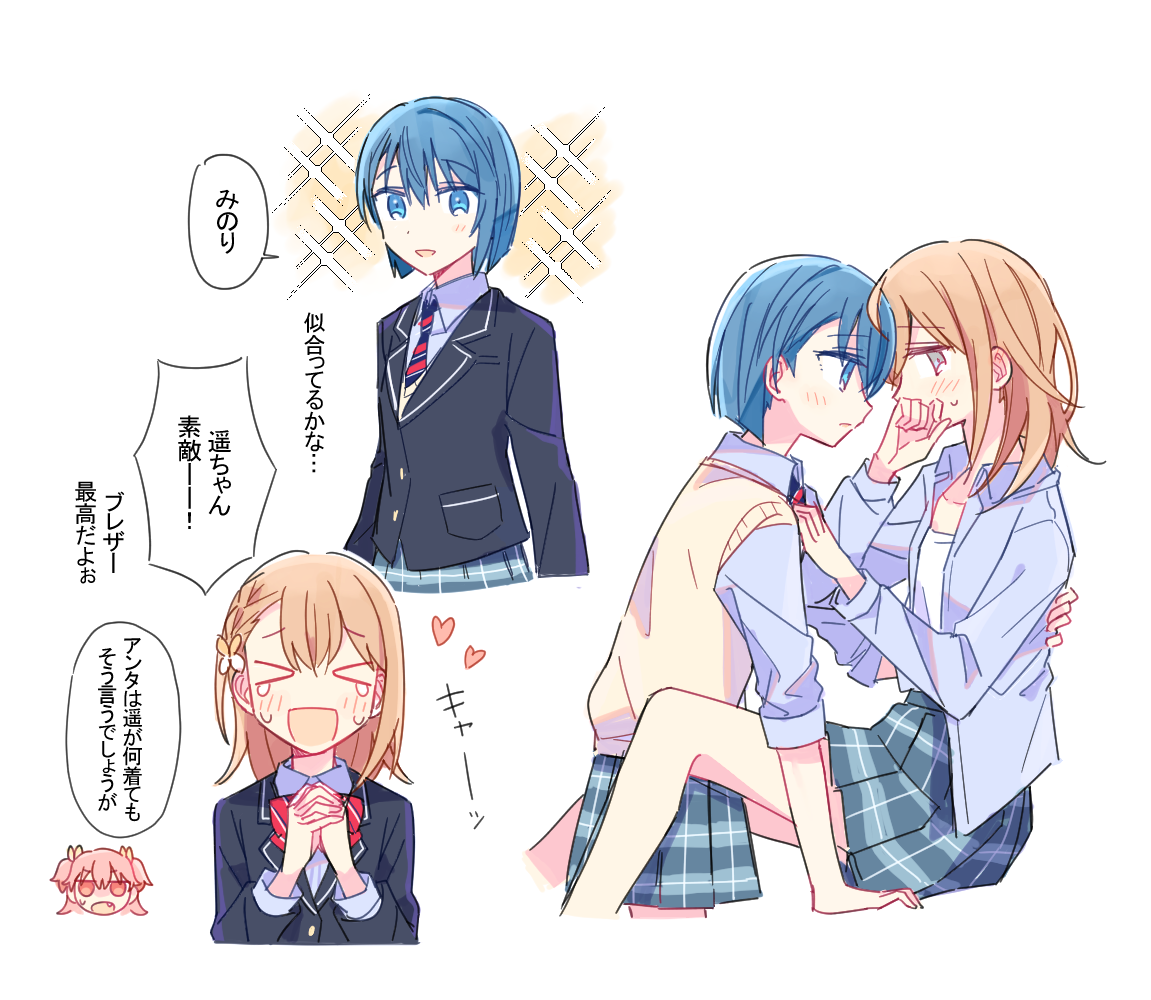 みのり
似合ってるかな…
遥ちゃん
素敵ーーー!
ブレザー
最高だよぉ
キャーーッ
アンタは遥が何着ても
そう言うでしょうが